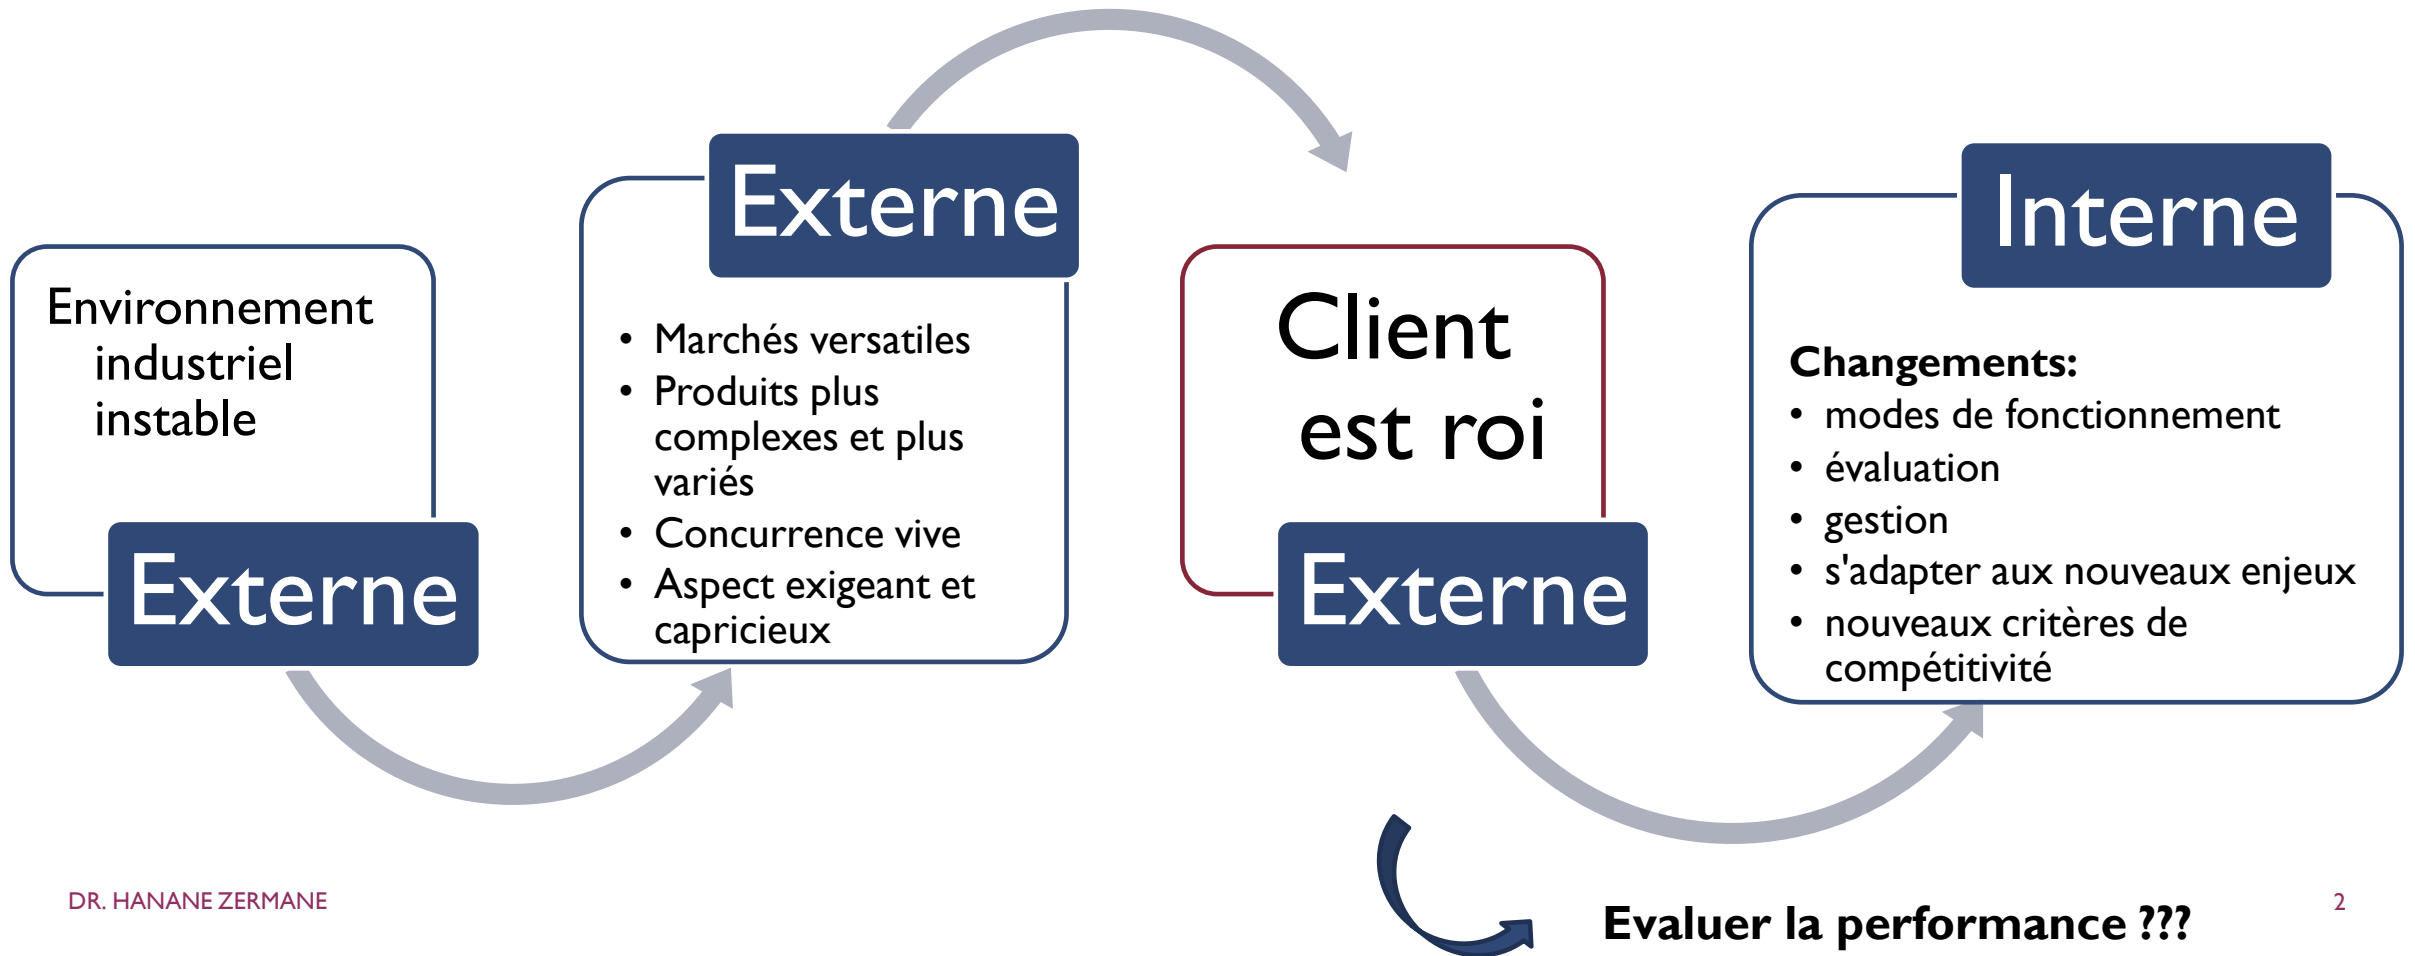 Environnement
industriel
instable
Externe
Externe
• Marchés versatiles
• Produits plus
complexes et plus
variés
• Concurrence vive
• Aspect exigeant et
capricieux
Client
est roi
Externe
Interne
Changements:
• modes de fonctionnement
• évaluation
• gestion
• s'adapter aux nouveaux enjeux
• nouveaux critères de
compétitivité
DR. HANANE ZERMANE
Evaluer la performance ???
2